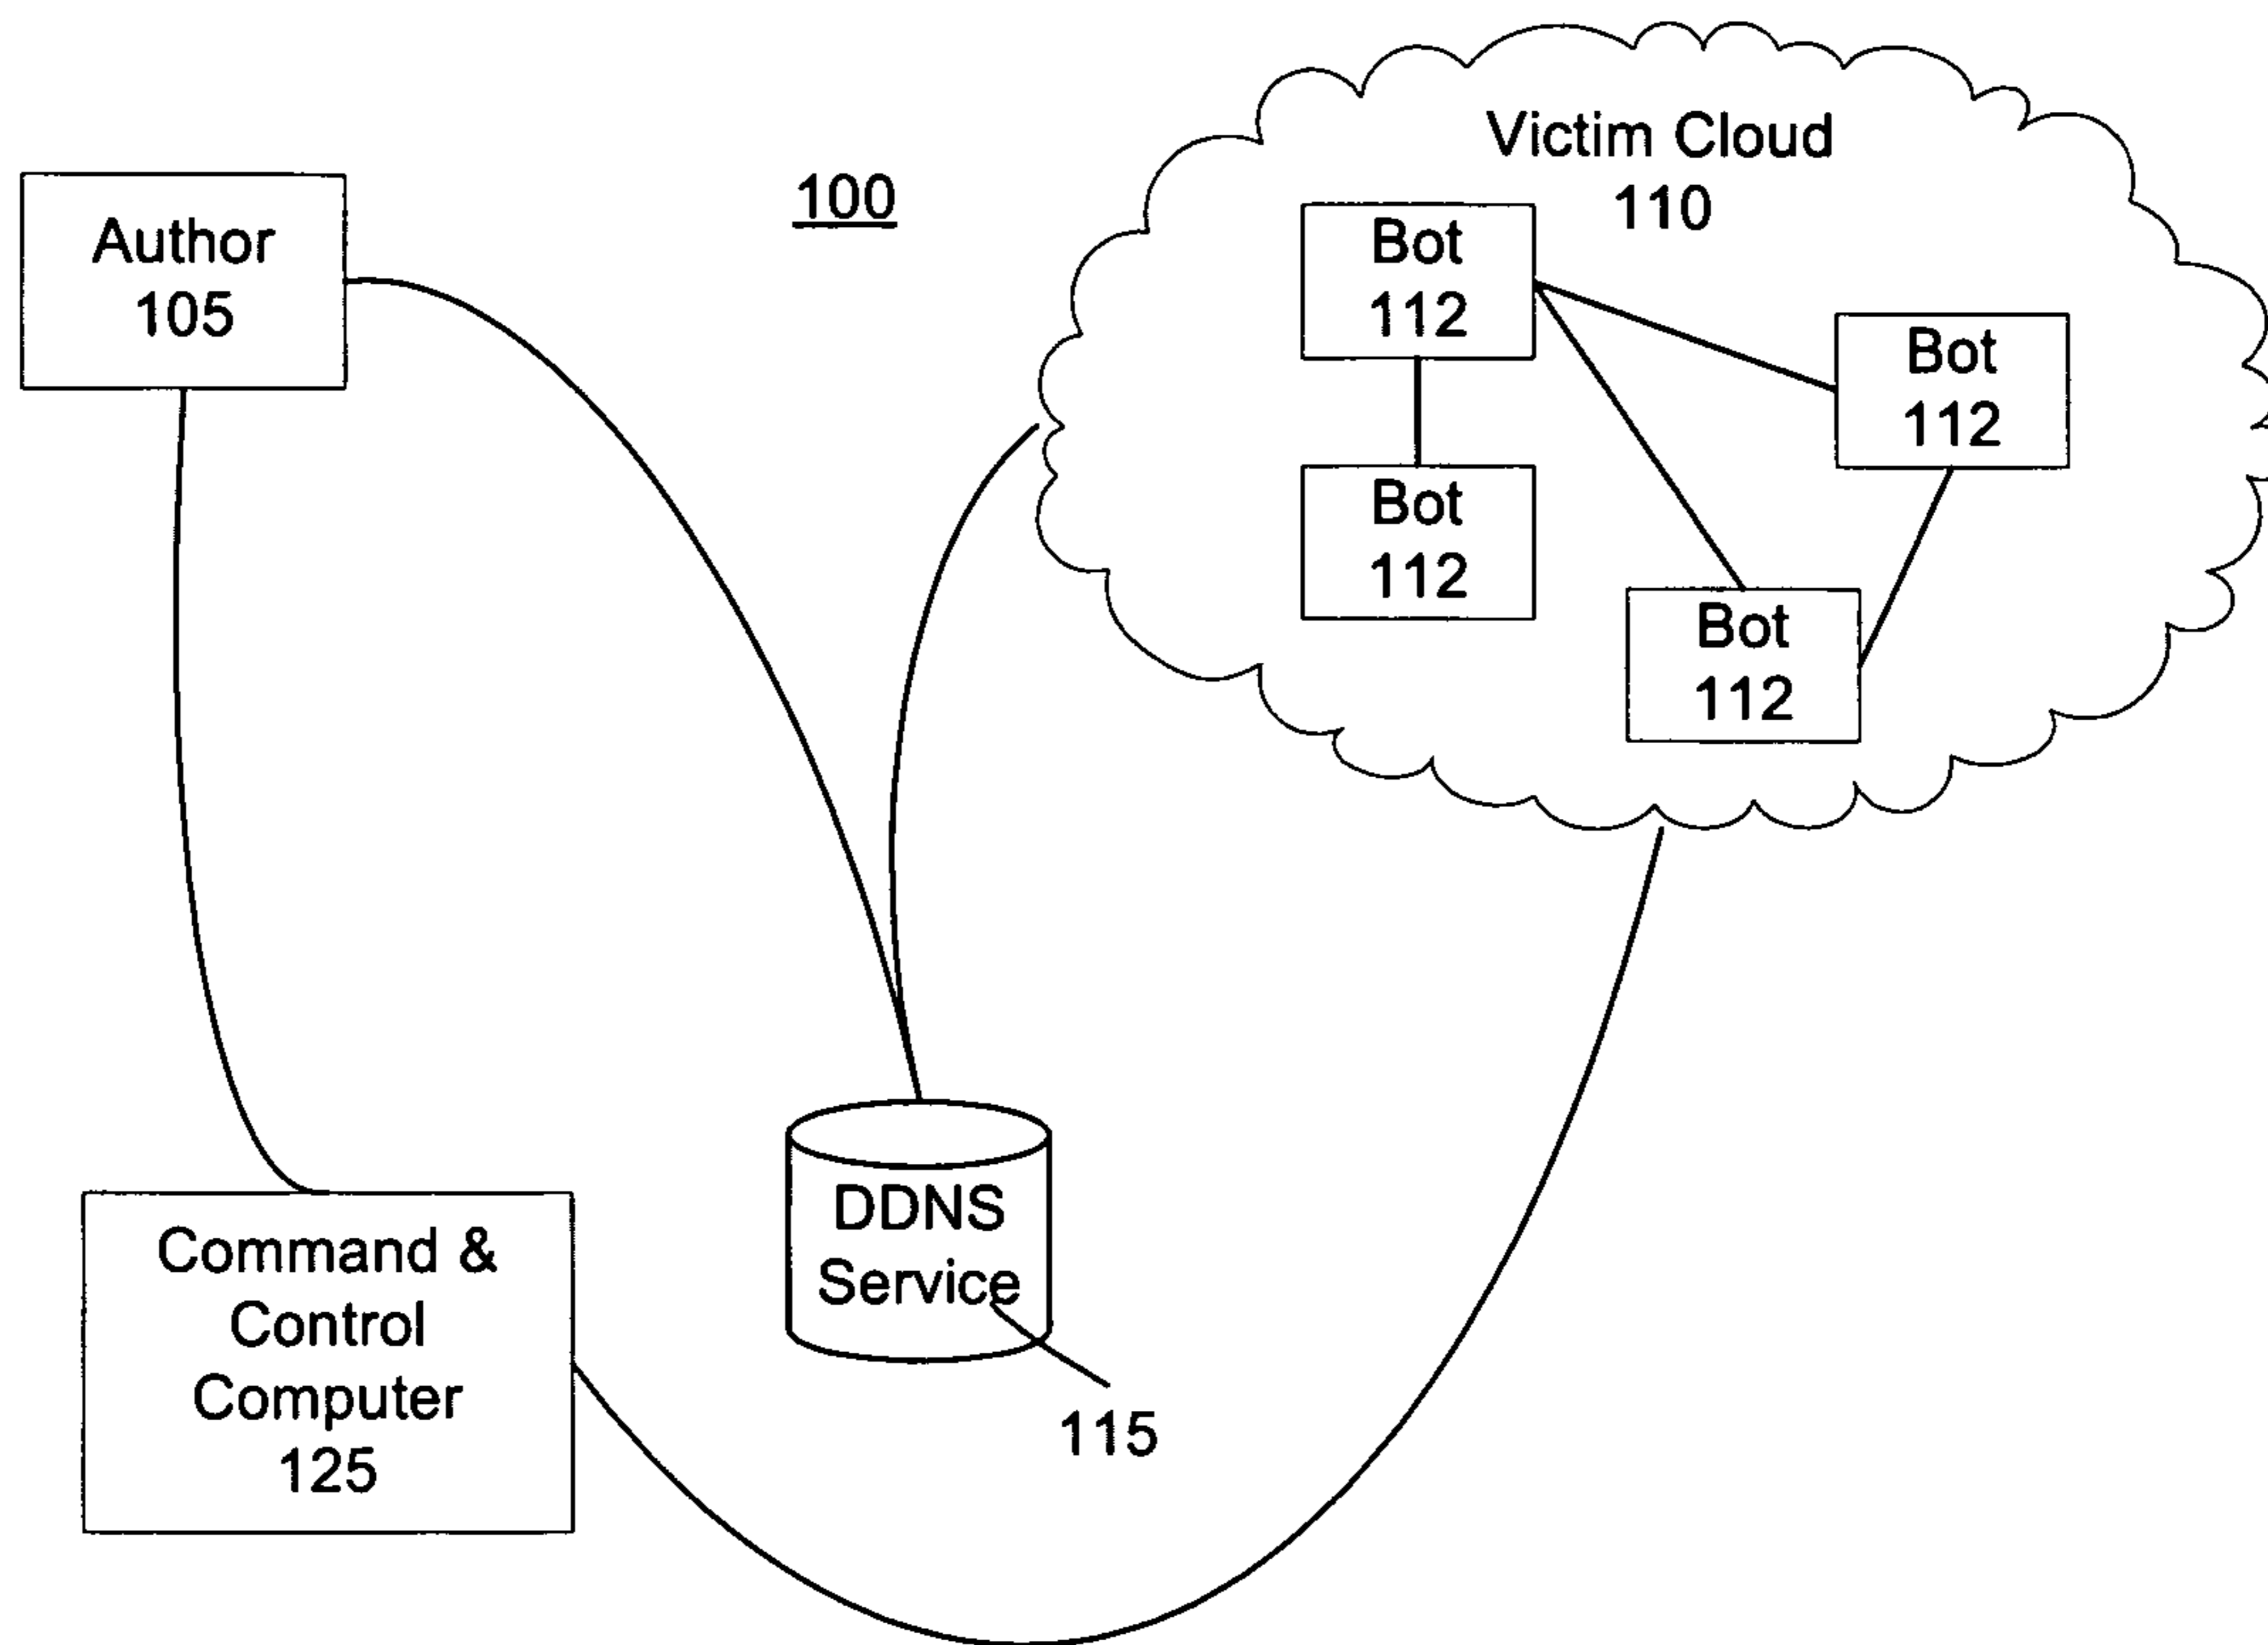 Author
105
100
Victim Cloud
110
Bot
112
Bot
112
Bot
112
Bot
112
Command &
Control
Computer
125
DDNS
Service
115